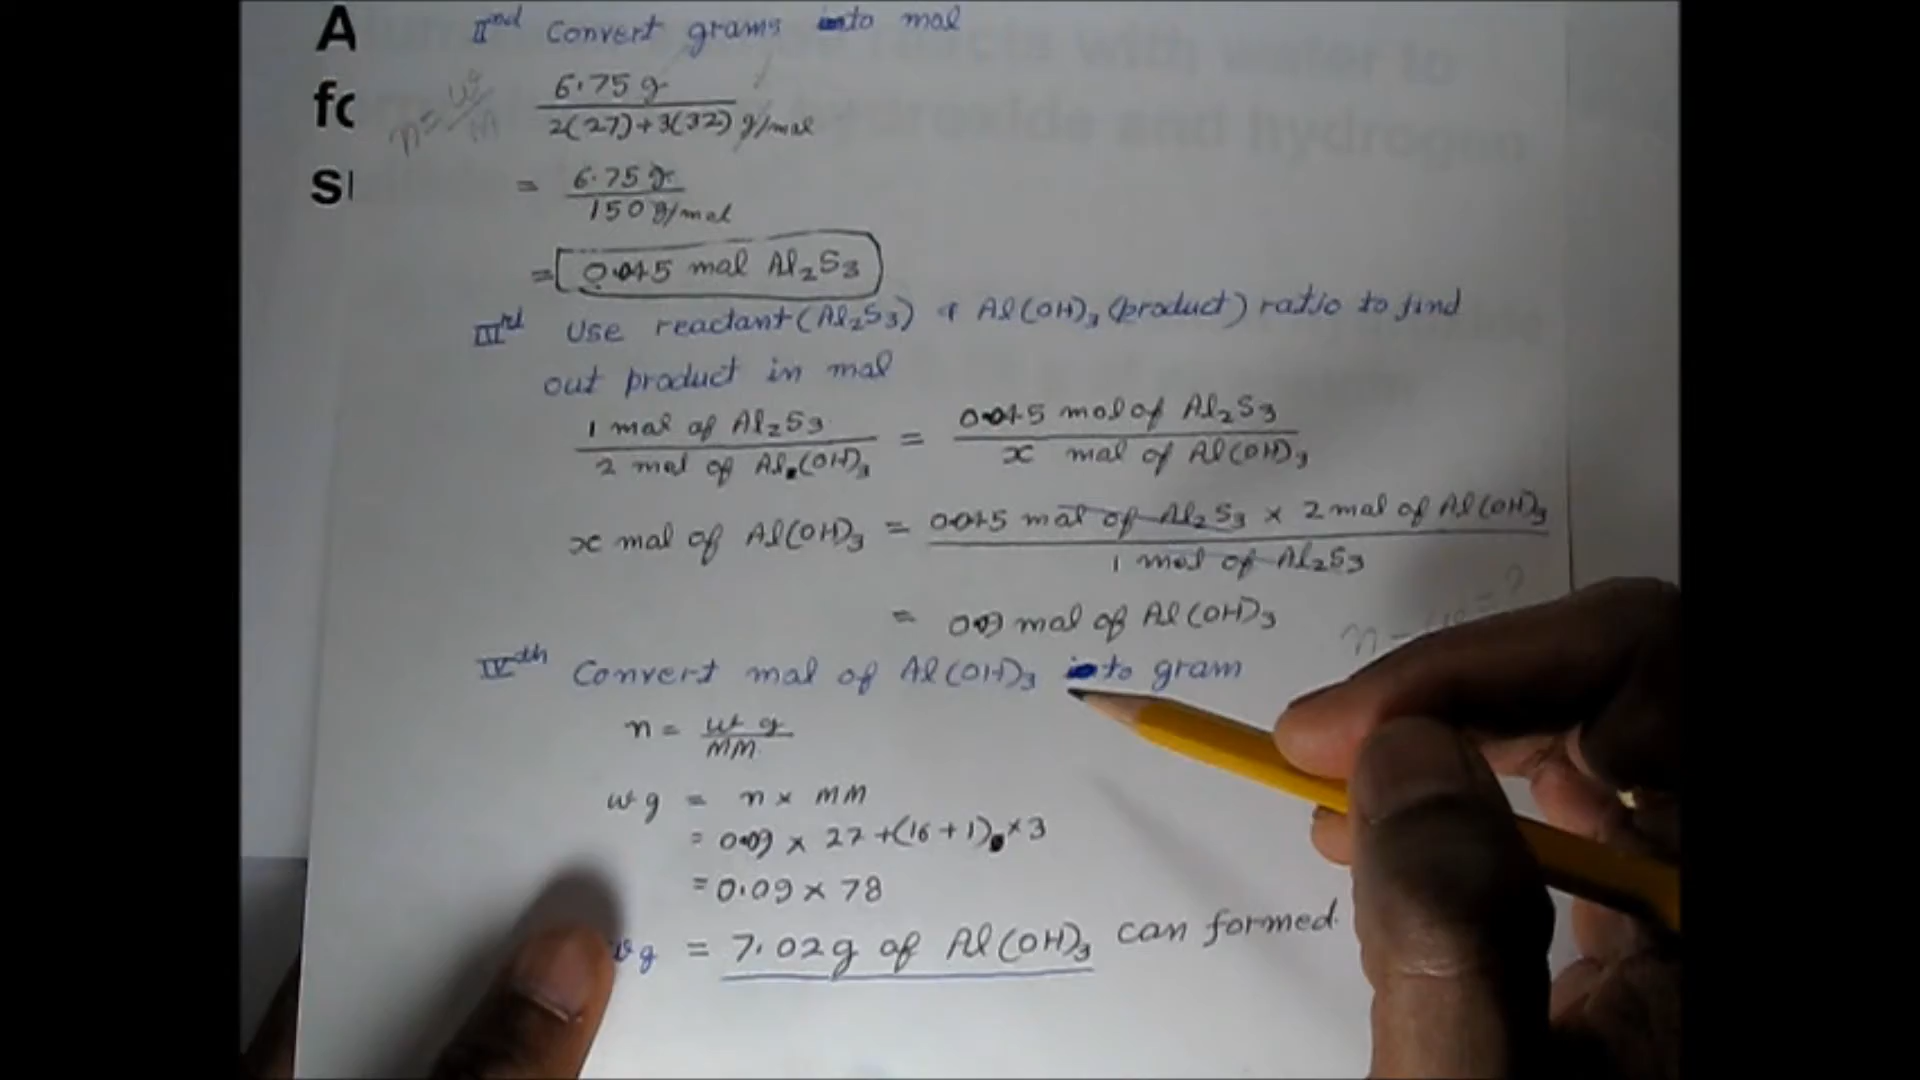 A
fo
IInd Convert grams into mol
n = wg/M
6.75 g
2(27)+3(32) g/mol
= 6.75 g
150 g/mol
= 0.045 mol Al2S3
IIIrd Use reactant (Al2S3) & Al(OH)3 (product) ratio to find
out product in mol
1 mol of Al2S3 = 0.045 mol of Al2S3
2 mol of Al(OH)3 x mol of Al(OH)3
x mol of Al(OH)3 = 0.045 mol of Al2S3 × 2 mol of Al(OH)3
1 mol of Al2S3
= 0.09 mol of Al(OH)3
IVth Convert mol of Al(OH)3 into gram
n = w g
MM
w g = n × MM
= 0.09 × 27 + (16 + 1) × 3
= 0.09 × 78
g = 7.02g of Al(OH)3 can formed.